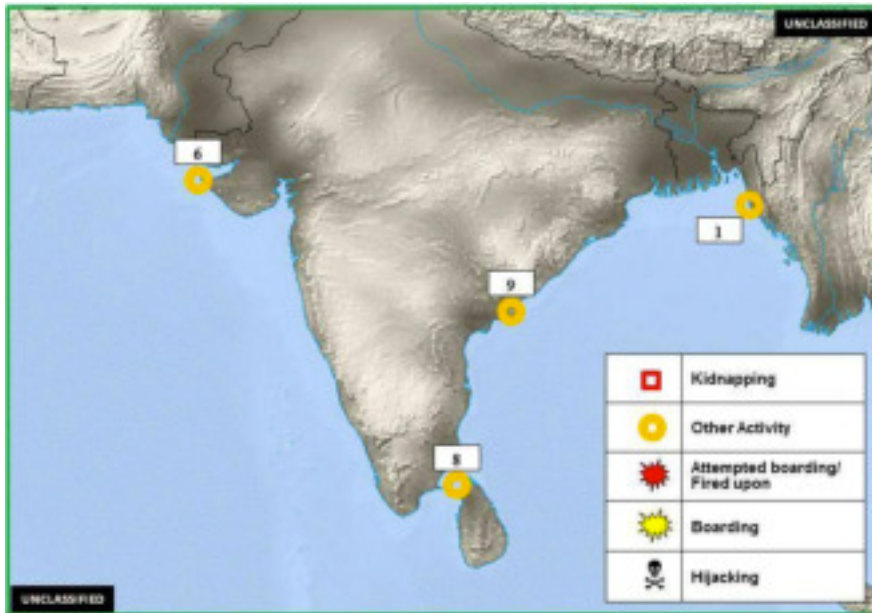 UNCLASSIFIED
6
1
9
8
Kidnapping
Other Activity
Attempted boarding/
Fired upon
Boarding
Hijacking
UNCLASSIFIED